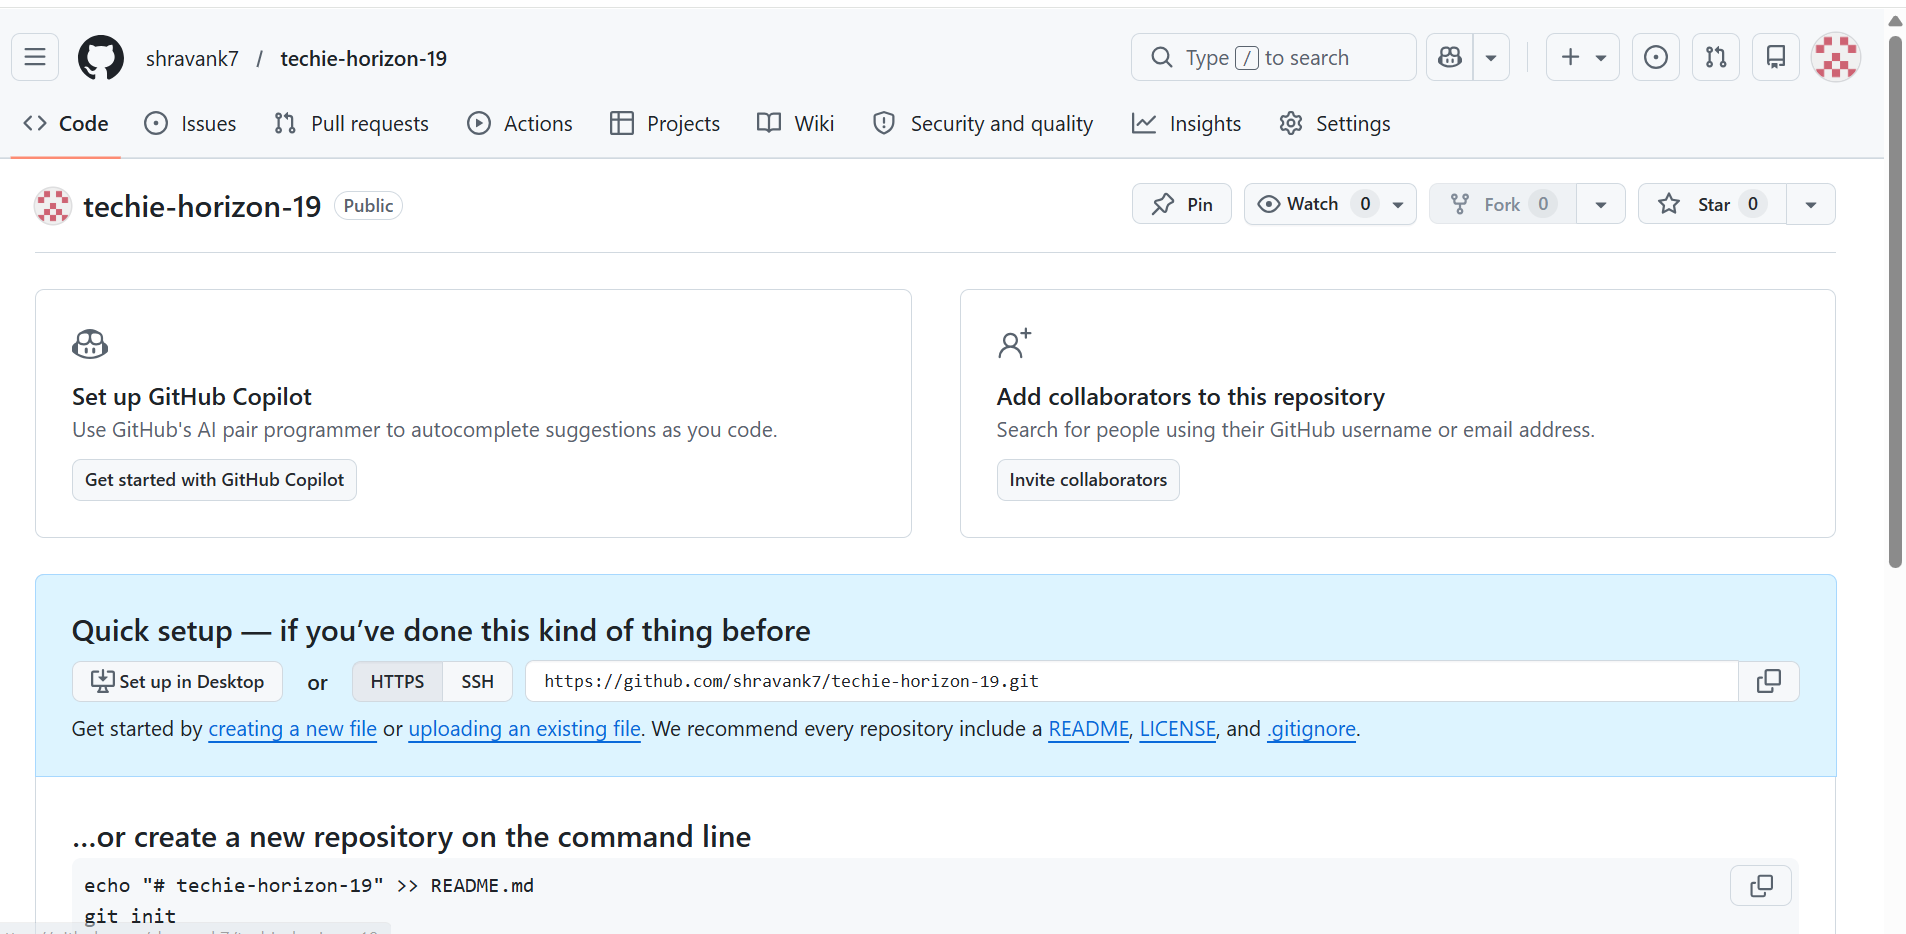 shravank7 / techie-horizon-19
Type / to search
Code Issues Pull requests Actions Projects Wiki Security and quality Insights Settings
techie-horizon-19 Public
Pin Watch 0 Fork 0 Star 0
Set up GitHub Copilot
Use GitHub's AI pair programmer to autocomplete suggestions as you code.
Get started with GitHub Copilot
Add collaborators to this repository
Search for people using their GitHub username or email address.
Invite collaborators
Quick setup — if you’ve done this kind of thing before
Set up in Desktop or HTTPS SSH https://github.com/shravank7/techie-horizon-19.git
Get started by creating a new file or uploading an existing file. We recommend every repository include a README, LICENSE, and .gitignore.
…or create a new repository on the command line
echo "# techie-horizon-19" >> README.md
git init